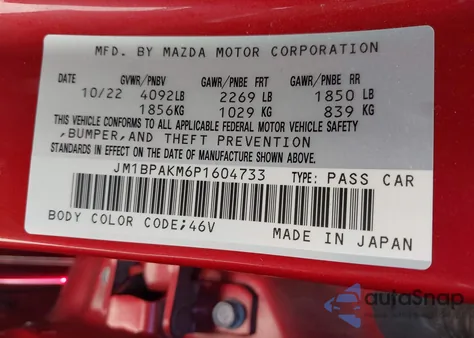 MFD. BY MAZDA MOTOR CORPORATION
DATE GVWR/PNBV GAWR/PNBE FRT GAWR/PNBE RR
10/22 4092LB 2269 LB 1850 LB
1856KG 1029 KG 839 KG
THIS VEHICLE CONFORMS TO ALL APPLICABLE FEDERAL MOTOR VEHICLE SAFETY
,BUMPER,AND THEFT PREVENTION
STANDARDS IN EFFECT ON THE DATE OF MANUFACTURE SHOWN ABOVE.
JM1BPAKM6P1604733 TYPE: PASS CAR
BODY COLOR CODE;46V MADE IN JAPAN
autoSnap